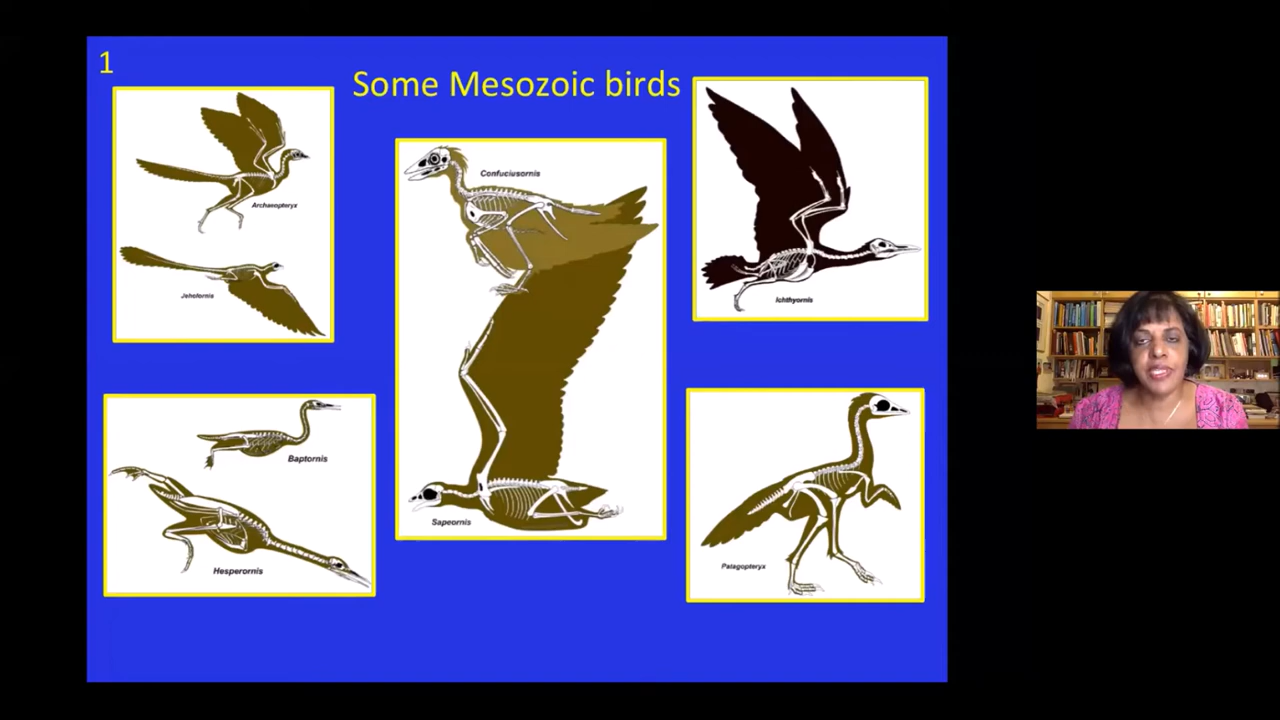 1
Some Mesozoic birds
Archaeopteryx
Jeholornis
Confuciusornis
Sapeornis
Ichthyornis
Baptornis
Hesperornis
Patagopteryx